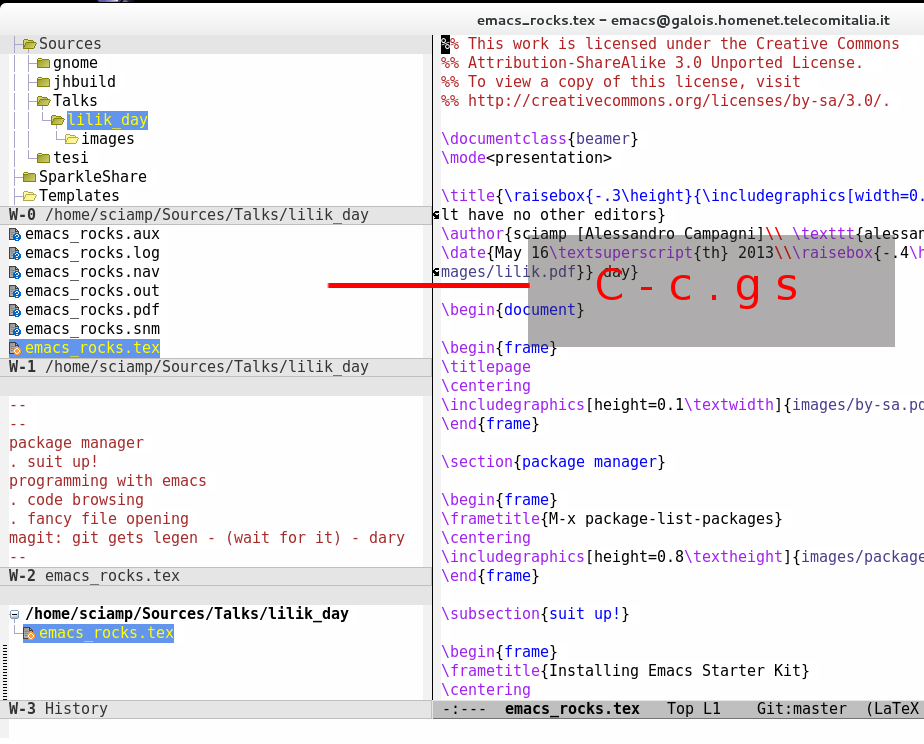 emacs_rocks.tex – emacs@galois.homenet.telecomitalia.it
Sources
gnome
jhbuild
Talks
lilik_day
images
tesi
SparkleShare
Templates
W-0 /home/sciamp/Sources/Talks/lilik_day
emacs_rocks.aux
emacs_rocks.log
emacs_rocks.nav
emacs_rocks.out
emacs_rocks.pdf
emacs_rocks.snm
emacs_rocks.tex
W-1 /home/sciamp/Sources/Talks/lilik_day
--
--
package manager
. suit up!
programming with emacs
. code browsing
. fancy file opening
magit: git gets legen - (wait for it) - dary
--
W-2 emacs_rocks.tex
/home/sciamp/Sources/Talks/lilik_day
emacs_rocks.tex
W-3 History
%% This work is licensed under the Creative Commons
%% Attribution-ShareAlike 3.0 Unported License.
%% To view a copy of this license, visit
%% http://creativecommons.org/licenses/by-sa/3.0/.
\documentclass{beamer}
\mode<presentation>
\title{\raisebox{-.3\height}{\includegraphics[width=0.
lt have no other editors}
\author{sciamp [Alessandro Campagni]\\ \texttt{alessan
\date{May 16\textsuperscript{th} 2013\\\raisebox{-.4\h
mages/lilik.pdf}} day}
C-c.gs
\begin{document}
\begin{frame}
\titlepage
\centering
\includegraphics[height=0.1\textwidth]{images/by-sa.pd
\end{frame}
\section{package manager}
\begin{frame}
\frametitle{M-x package-list-packages}
\centering
\includegraphics[height=0.8\textheight]{images/package
\end{frame}
\subsection{suit up!}
\begin{frame}
\frametitle{Installing Emacs Starter Kit}
\centering
-:--- emacs_rocks.tex Top L1 Git:master (LaTeX